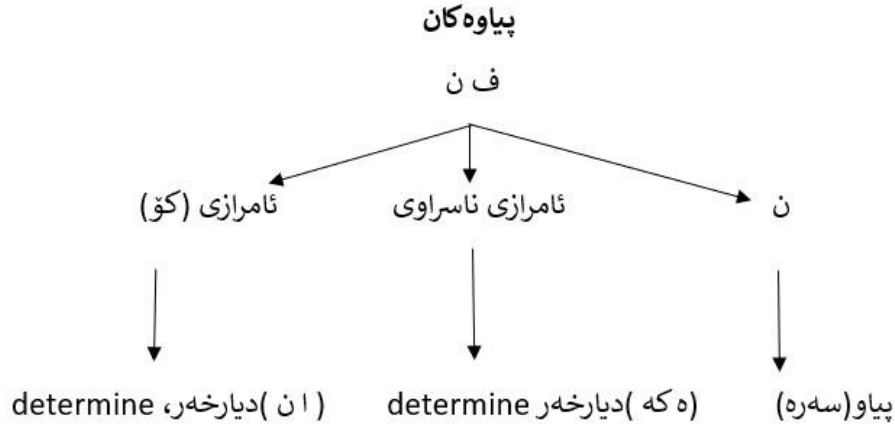 پیاوەکان
ف ن
ن ئامرازی ناسراوی ئامرازی (کۆ)
پیاو(سەرە) (ە کە )دیارخەر determine (ا ن )دیارخەر، determine